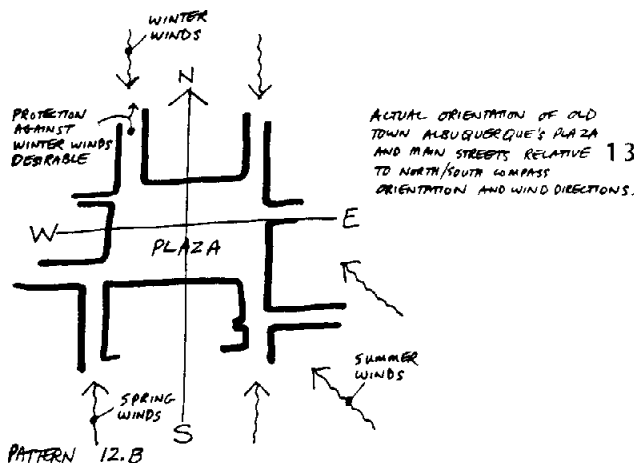 WINTER
WINDS
N
PROTECTION
AGAINST
WINTER WINDS
DESIRABLE
ACTUAL ORIENTATION OF OLD
TOWN ALBUQUERQUE'S PLAZA
AND MAIN STREETS RELATIVE
TO NORTH/SOUTH COMPASS
ORIENTATION AND WIND DIRECTIONS.
13
W
E
PLAZA
SUMMER
WINDS
SPRING
WINDS
S
PATTERN 12.B